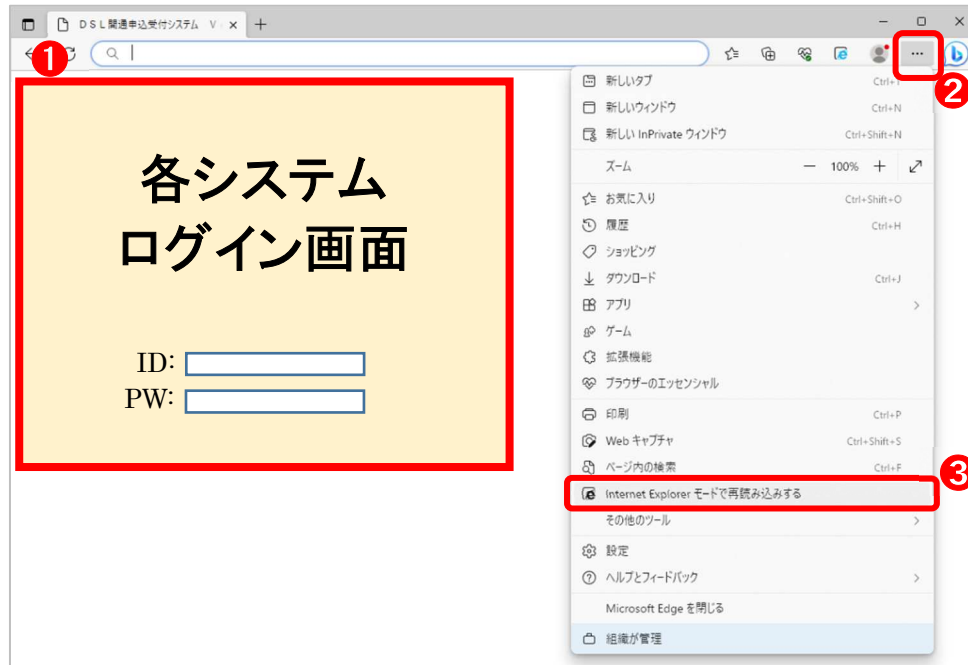 DSL開通申込受付システム V
❶
❷
各システム
ログイン画面
ID:
PW:
新しいタブ Ctrl+T
新しいウィンドウ Ctrl+N
新しい InPrivate ウィンドウ Ctrl+Shift+N
ズーム 100%
お気に入り Ctrl+Shift+O
履歴 Ctrl+H
ショッピング
ダウンロード Ctrl+J
アプリ
ゲーム
拡張機能
ブラウザーのエッセンシャル
印刷 Ctrl+P
Web キャプチャ Ctrl+Shift+S
ページ内の検索 Ctrl+F
❸
Internet Explorer モードで再読み込みする
その他のツール
設定
ヘルプとフィードバック
Microsoft Edge を閉じる
組織が管理